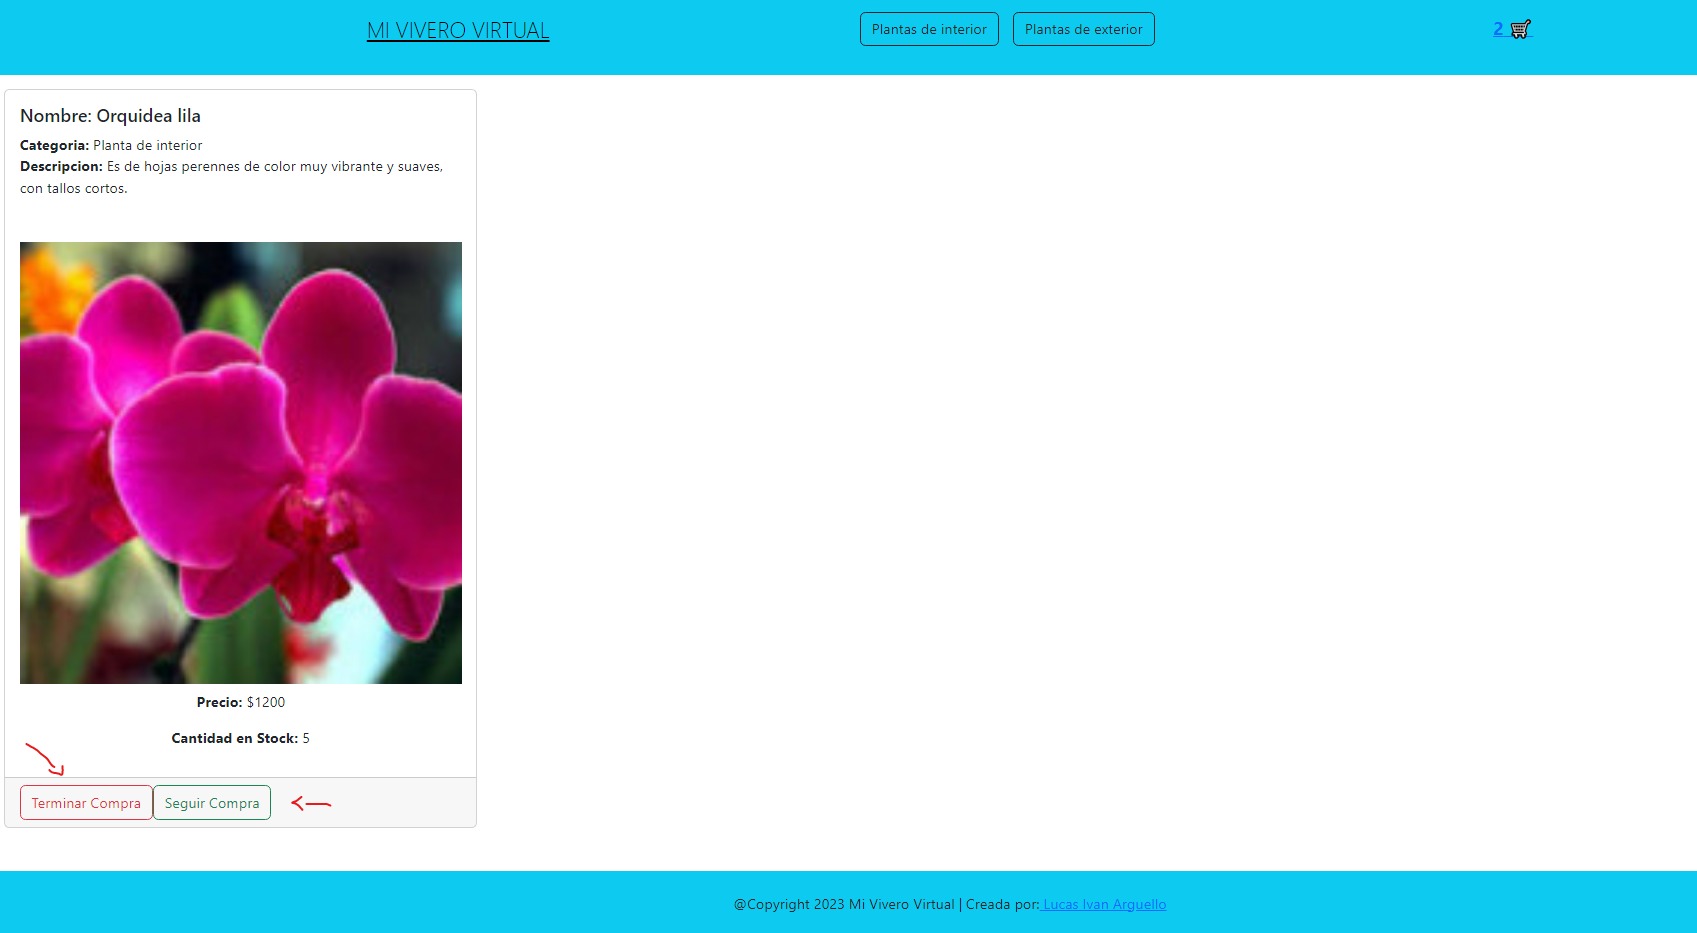 MI VIVERO VIRTUAL
Plantas de interior
Plantas de exterior
2
Nombre: Orquidea lila
Categoria: Planta de interior
Descripcion: Es de hojas perennes de color muy vibrante y suaves,
con tallos cortos.
Precio: $1200
Cantidad en Stock: 5
Terminar Compra
Seguir Compra
@Copyright 2023 Mi Vivero Virtual | Creada por: Lucas Ivan Arguello